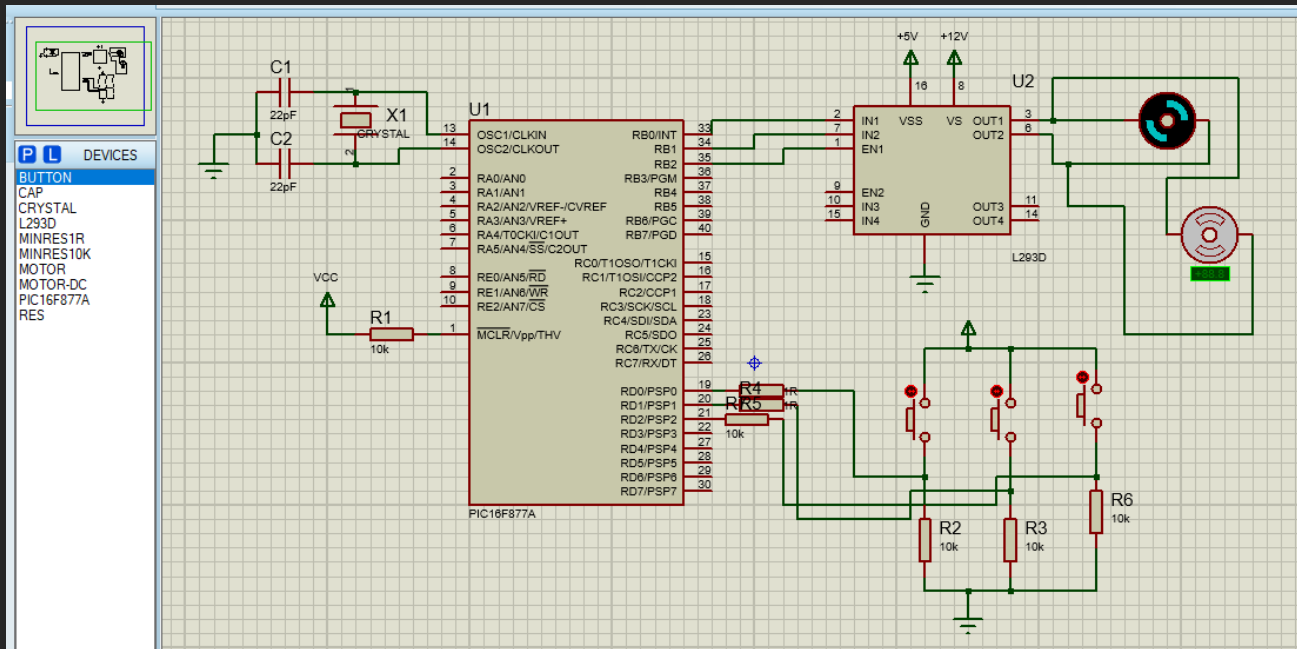 P L DEVICES
BUTTON
CAP
CRYSTAL
L293D
MINRES1R
MINRES10K
MOTOR
MOTOR-DC
PIC16F877A
RES
C1
22pF
C2
22pF
1
X1
CRYSTAL
2
U1
13 OSC1/CLKIN
14 OSC2/CLKOUT
2 RA0/AN0
3 RA1/AN1
4 RA2/AN2/VREF-/CVREF
5 RA3/AN3/VREF+
6 RA4/T0CKI/C1OUT
7 RA5/AN4/SS/C2OUT
8 RE0/AN5/RD
9 RE1/AN6/WR
10 RE2/AN7/CS
1 MCLR/Vpp/THV
RB0/INT 33
RB1 34
RB2 35
RB3/PGM 36
RB4 37
RB5 38
RB6/PGC 39
RB7/PGD 40
RC0/T1OSO/T1CKI 15
RC1/T1OSI/CCP2 16
RC2/CCP1 17
RC3/SCK/SCL 18
RC4/SDI/SDA 23
RC5/SDO 24
RC6/TX/CK 25
RC7/RX/DT 26
RD0/PSP0 19
RD1/PSP1 20
RD2/PSP2 21
RD3/PSP3 22
RD4/PSP4 27
RD5/PSP5 28
RD6/PSP6 29
RD7/PSP7 30
PIC16F877A
VCC
R1
10k
R4
1R
R5
1R
10k
+5V
+12V
16
8
U2
2 IN1
7 IN2
1 EN1
9 EN2
10 IN3
15 IN4
VSS
VS
GND
OUT1 3
OUT2 6
OUT3 11
OUT4 14
L293D
+88.8
R2
10k
R3
10k
R6
10k